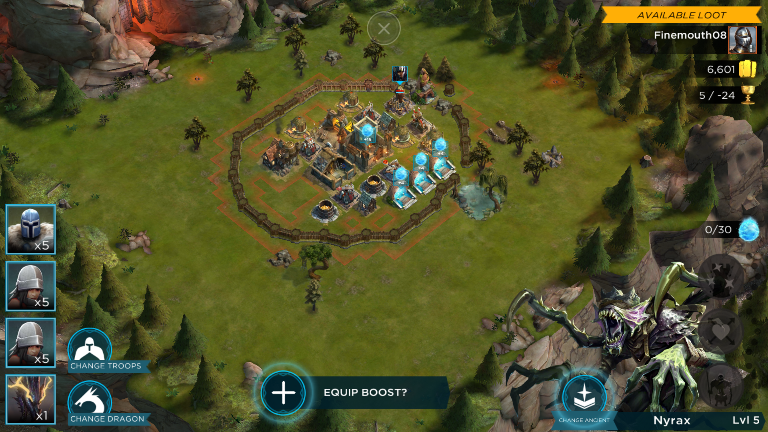 AVAILABLE LOOT
Finemouth08
6,601
5 / -24
0/30
x5
x5
x5
x1
CHANGE TROOPS
CHANGE DRAGON
EQUIP BOOST?
CHANGE ANCIENT
Nyrax Lvl 5